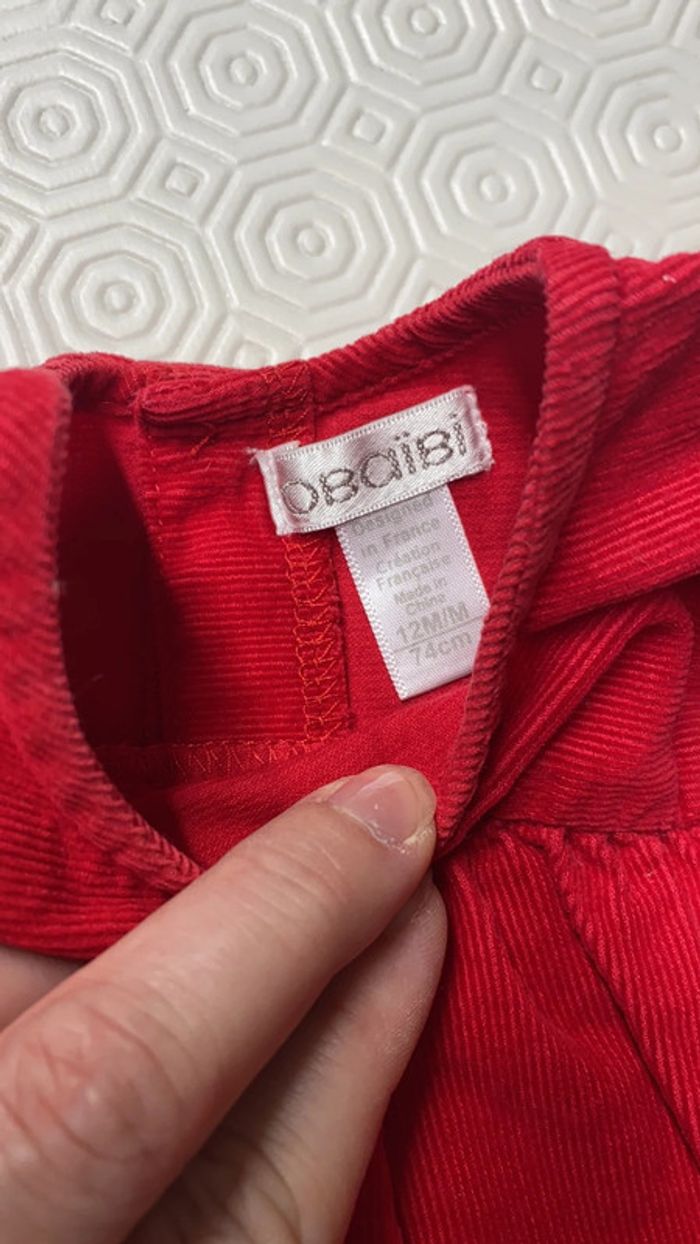 OBaïBi
Designed
in France
Création
Française
Made in
China
12M/M
74cm